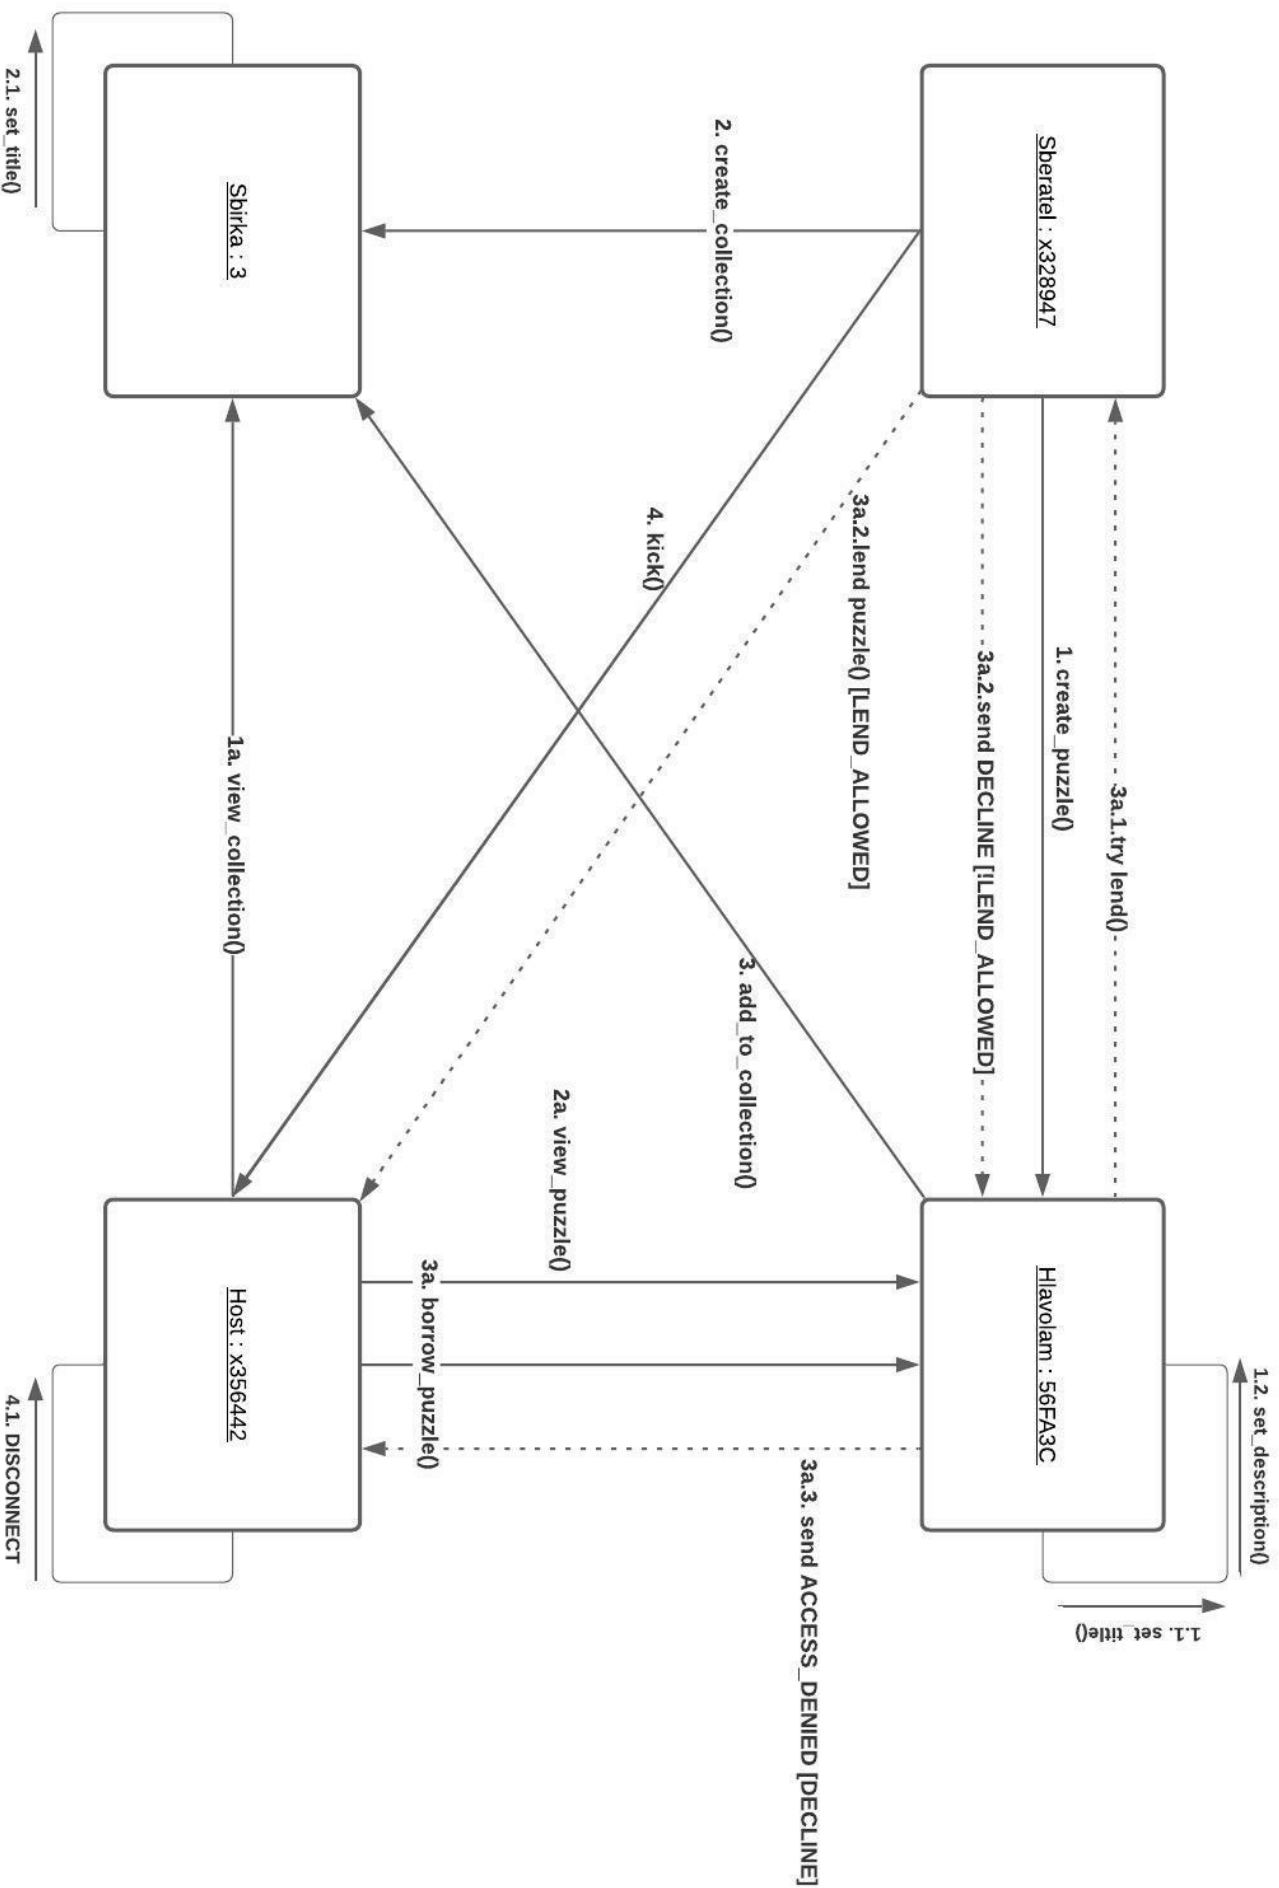 1.2. set_description()
1.1. set_title()
3a.1.try lend()
Sberatel : x328947
1. create_puzzle()
Hlavolam : 56FA3C
3a.2.send DECLINE [!LEND_ALLOWED]
3a.2.lend puzzle() [LEND_ALLOWED]
3a.3. send ACCESS_DENIED [DECLINE]
2. create_collection()
3. add_to_collection()
4. kick()
2a. view_puzzle()
3a. borrow_puzzle()
Sbirka : 3
1a. view_collection()
Host : x356442
2.1. set_title()
4.1. DISCONNECT